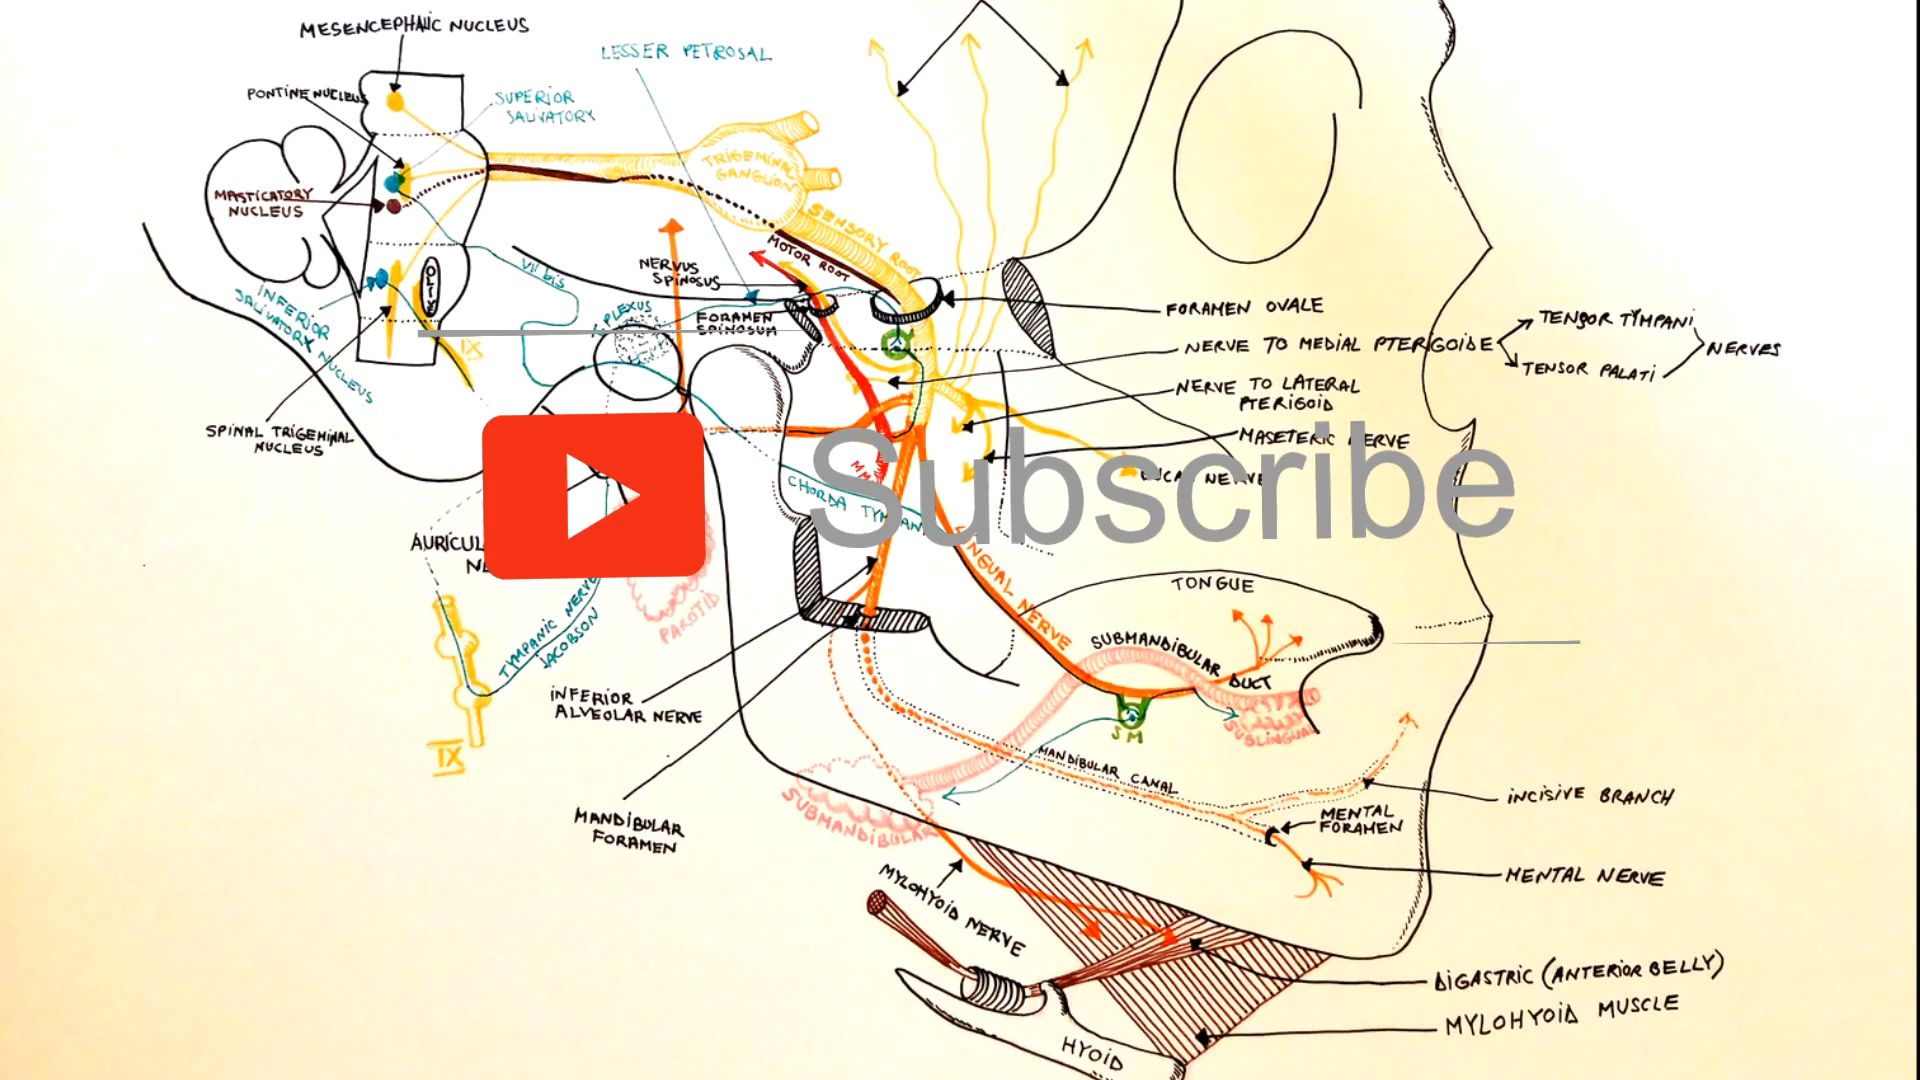 MESENCEPHALIC NUCLEUS
LESSER PETROSAL
PONTINE NUCLEUS
SUPERIOR
SALIVATORY
TRIGEMINAL
GANGLION
MASTICATORY
NUCLEUS
SENSORY ROOT
MOTOR ROOT
NERVUS
SPINOSUS
VII bis
OLIVE
INFERIOR
SALIVATORY NUCLEUS
PLEXUS
FORAMEN
SPINOSUM
IX
FORAMEN OVALE
NERVE TO MEDIAL PTERIGOIDE
TENSOR TYMPANI
TENSOR PALATI
NERVES
NERVE TO LATERAL
PTERIGOID
MASETERIC NERVE
NERVE
SPINAL TRIGEMINAL
NUCLEUS
Subscribe
CHORDA TYMPANI
LINGUAL NERVE
TONGUE
PAROTID
TYMPANIC NERVE
JACOBSON
SUBMANDIBULAR DUCT
INFERIOR
ALVEOLAR NERVE
SUBLINGUAL
SM
IX
MANDIBULAR CANAL
SUBMANDIBULAR
INCISIVE BRANCH
MENTAL
FORAMEN
MANDIBULAR
FORAMEN
MENTAL NERVE
MYLOHYOID NERVE
DIGASTRIC (ANTERIOR BELLY)
MYLOHYOID MUSCLE
HYOID